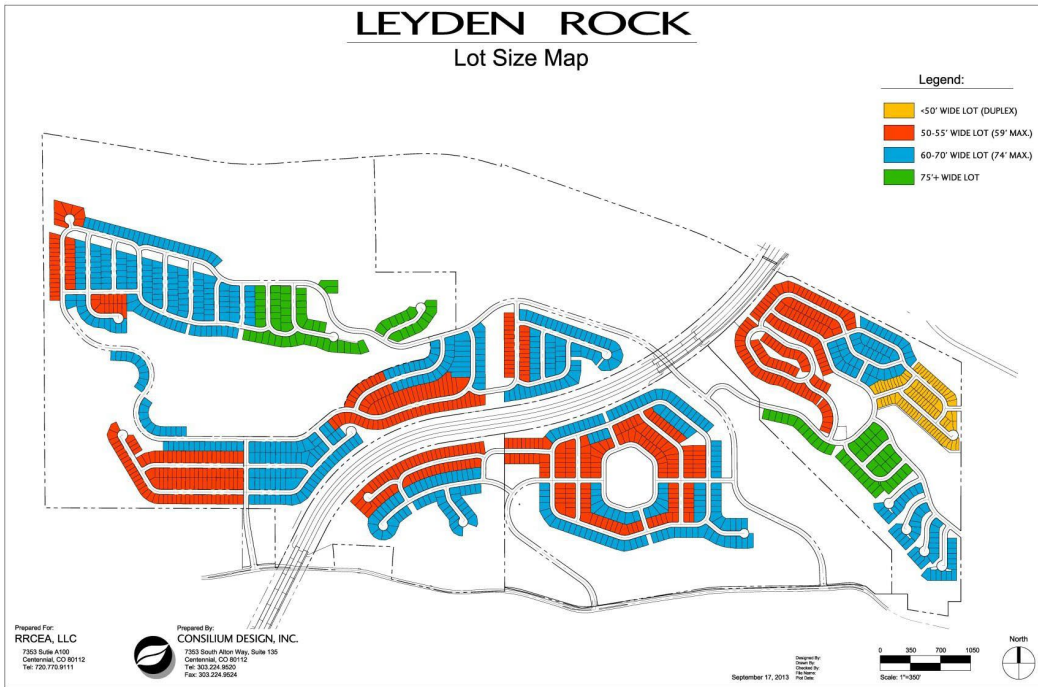 LEYDEN ROCK
Lot Size Map
Legend:
<50' WIDE LOT (DUPLEX)
50-55' WIDE LOT (59' MAX.)
60-70' WIDE LOT (74' MAX.)
75'+ WIDE LOT
Prepared For:
RRCEA, LLC
7353 Sutie A100
Centennial, CO 80112
Tel: 720.770.9111
Prepared By:
CONSILIUM DESIGN, INC.
7353 South Alton Way, Suite 135
Centennial, CO 80112
Tel: 303.224.9520
Fax: 303.224.9524
September 17, 2013
Designed By:
Drawn By:
Checked By:
File Name:
Plot Date:
0 350 700 1050
Scale: 1"=350'
North